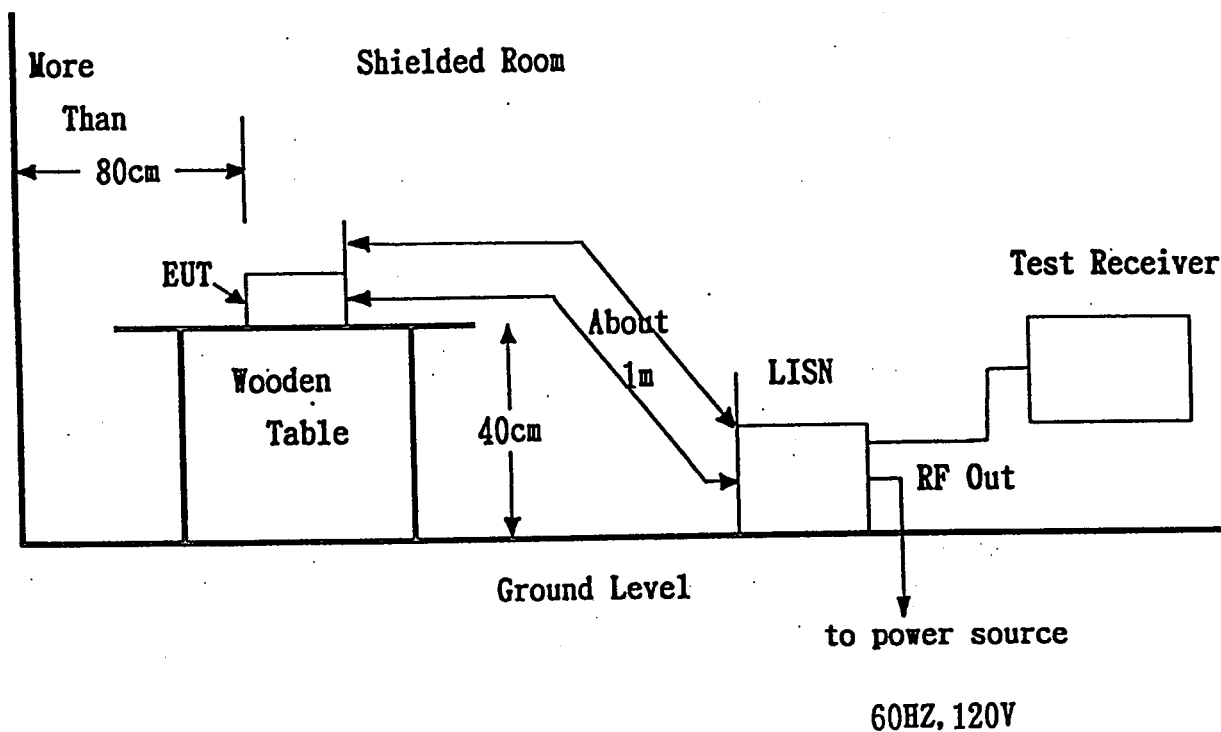 More
Than
80cm
Shielded Room
EUT
Test Receiver
About
1m
LISN
Wooden
Table
40cm
RF Out
Ground Level
to power source
60HZ, 120V